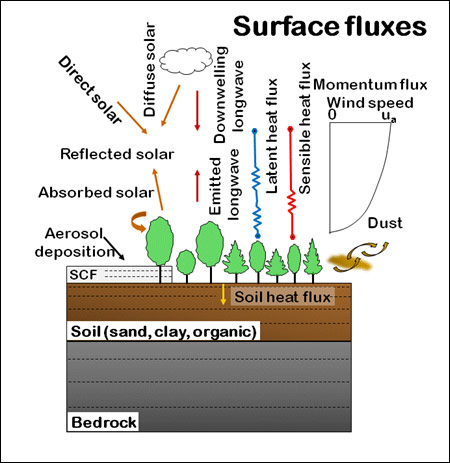 Surface fluxes
Direct solar
Diffuse solar
Downwelling
longwave
Latent heat flux
Sensible heat flux
Momentum flux
Wind speed
0
ua
Reflected solar
Absorbed solar
Emitted
longwave
Dust
Aerosol
deposition
SCF
Soil heat flux
Soil (sand, clay, organic)
Bedrock